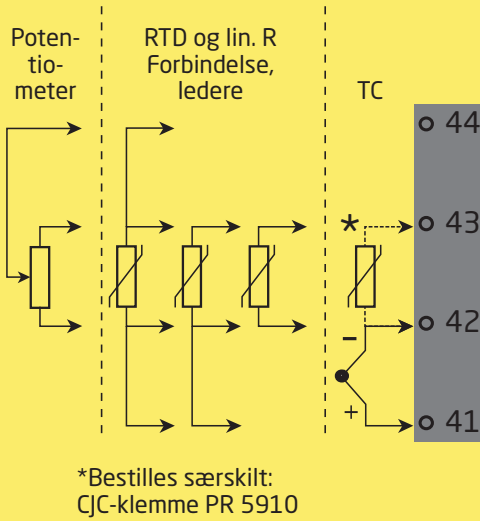 Poten-
tio-
meter
RTD og lin. R
Forbindelse,
ledere
TC
44
*
43
42
–
+
41
*Bestilles særskilt:
CJC-klemme PR 5910